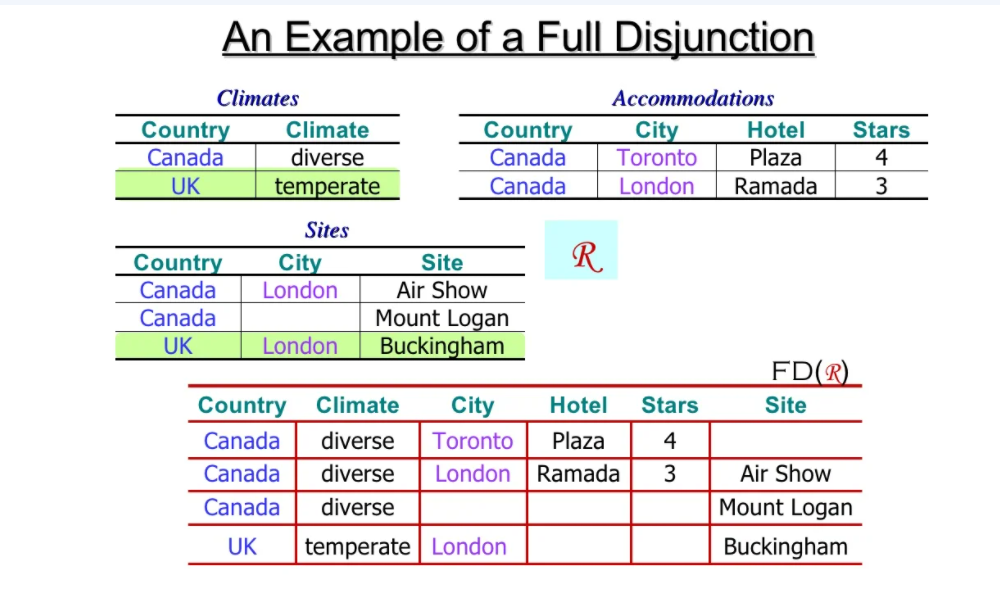 An Example of a Full Disjunction
Climates
Country Climate
Canada diverse
UK temperate
Accommodations
Country City Hotel Stars
Canada Toronto Plaza 4
Canada London Ramada 3
Sites
Country City Site
Canada London Air Show
Canada Mount Logan
UK London Buckingham
R
FD(R)
Country Climate City Hotel Stars Site
Canada diverse Toronto Plaza 4
Canada diverse London Ramada 3 Air Show
Canada diverse Mount Logan
UK temperate London Buckingham